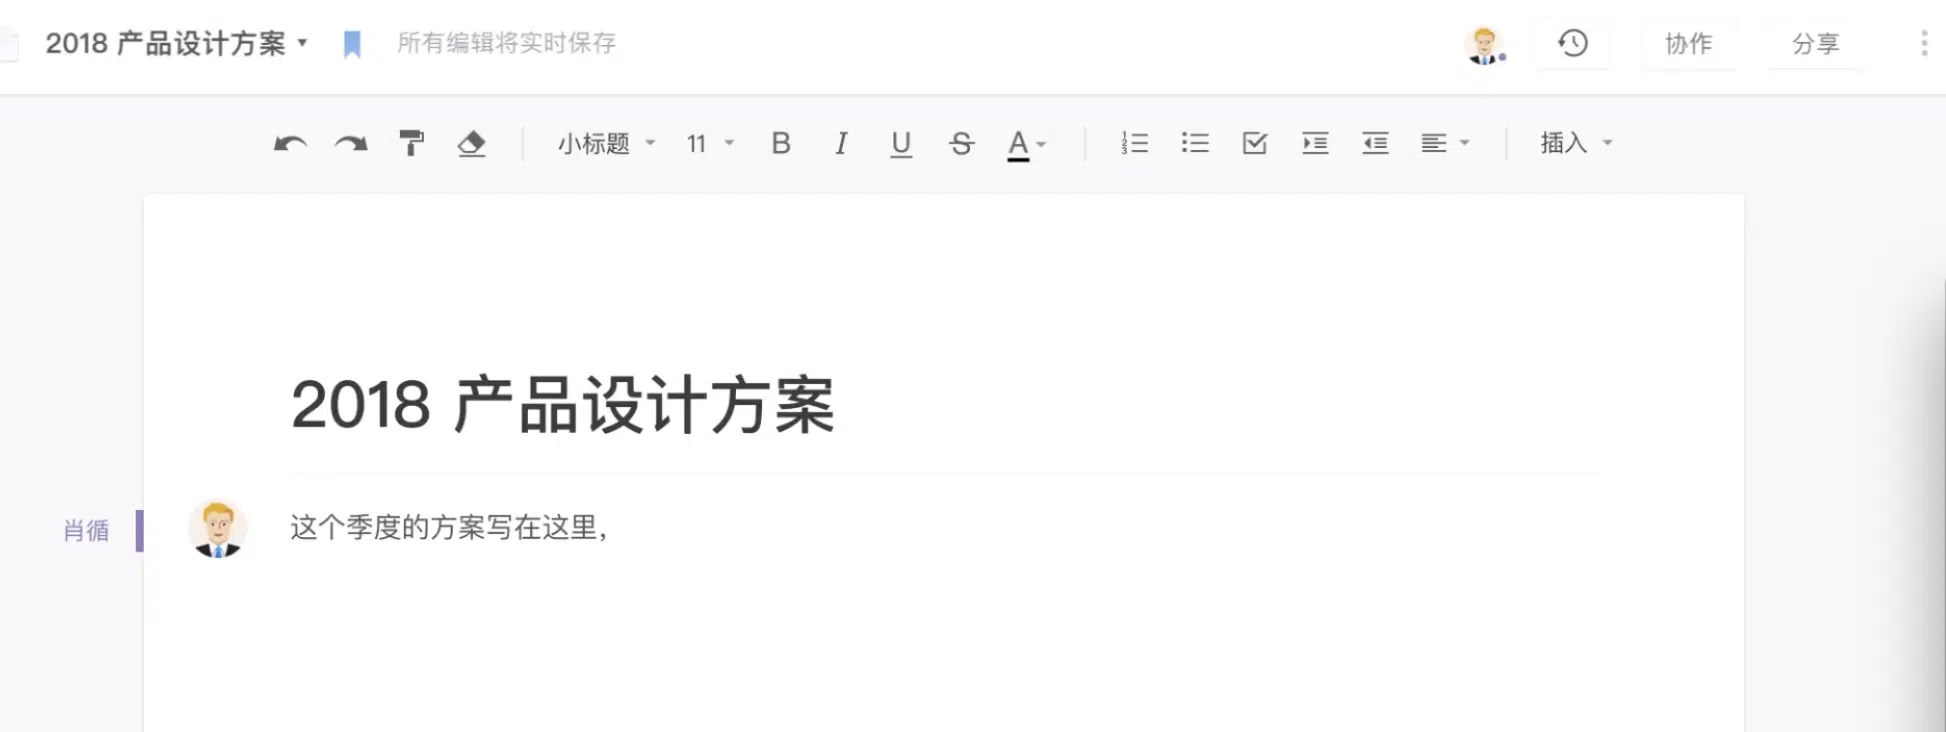 2018 产品设计方案 所有编辑将实时保存 协作 分享
小标题 11 B I U S A 插入
2018 产品设计方案
肖循 这个季度的方案写在这里，